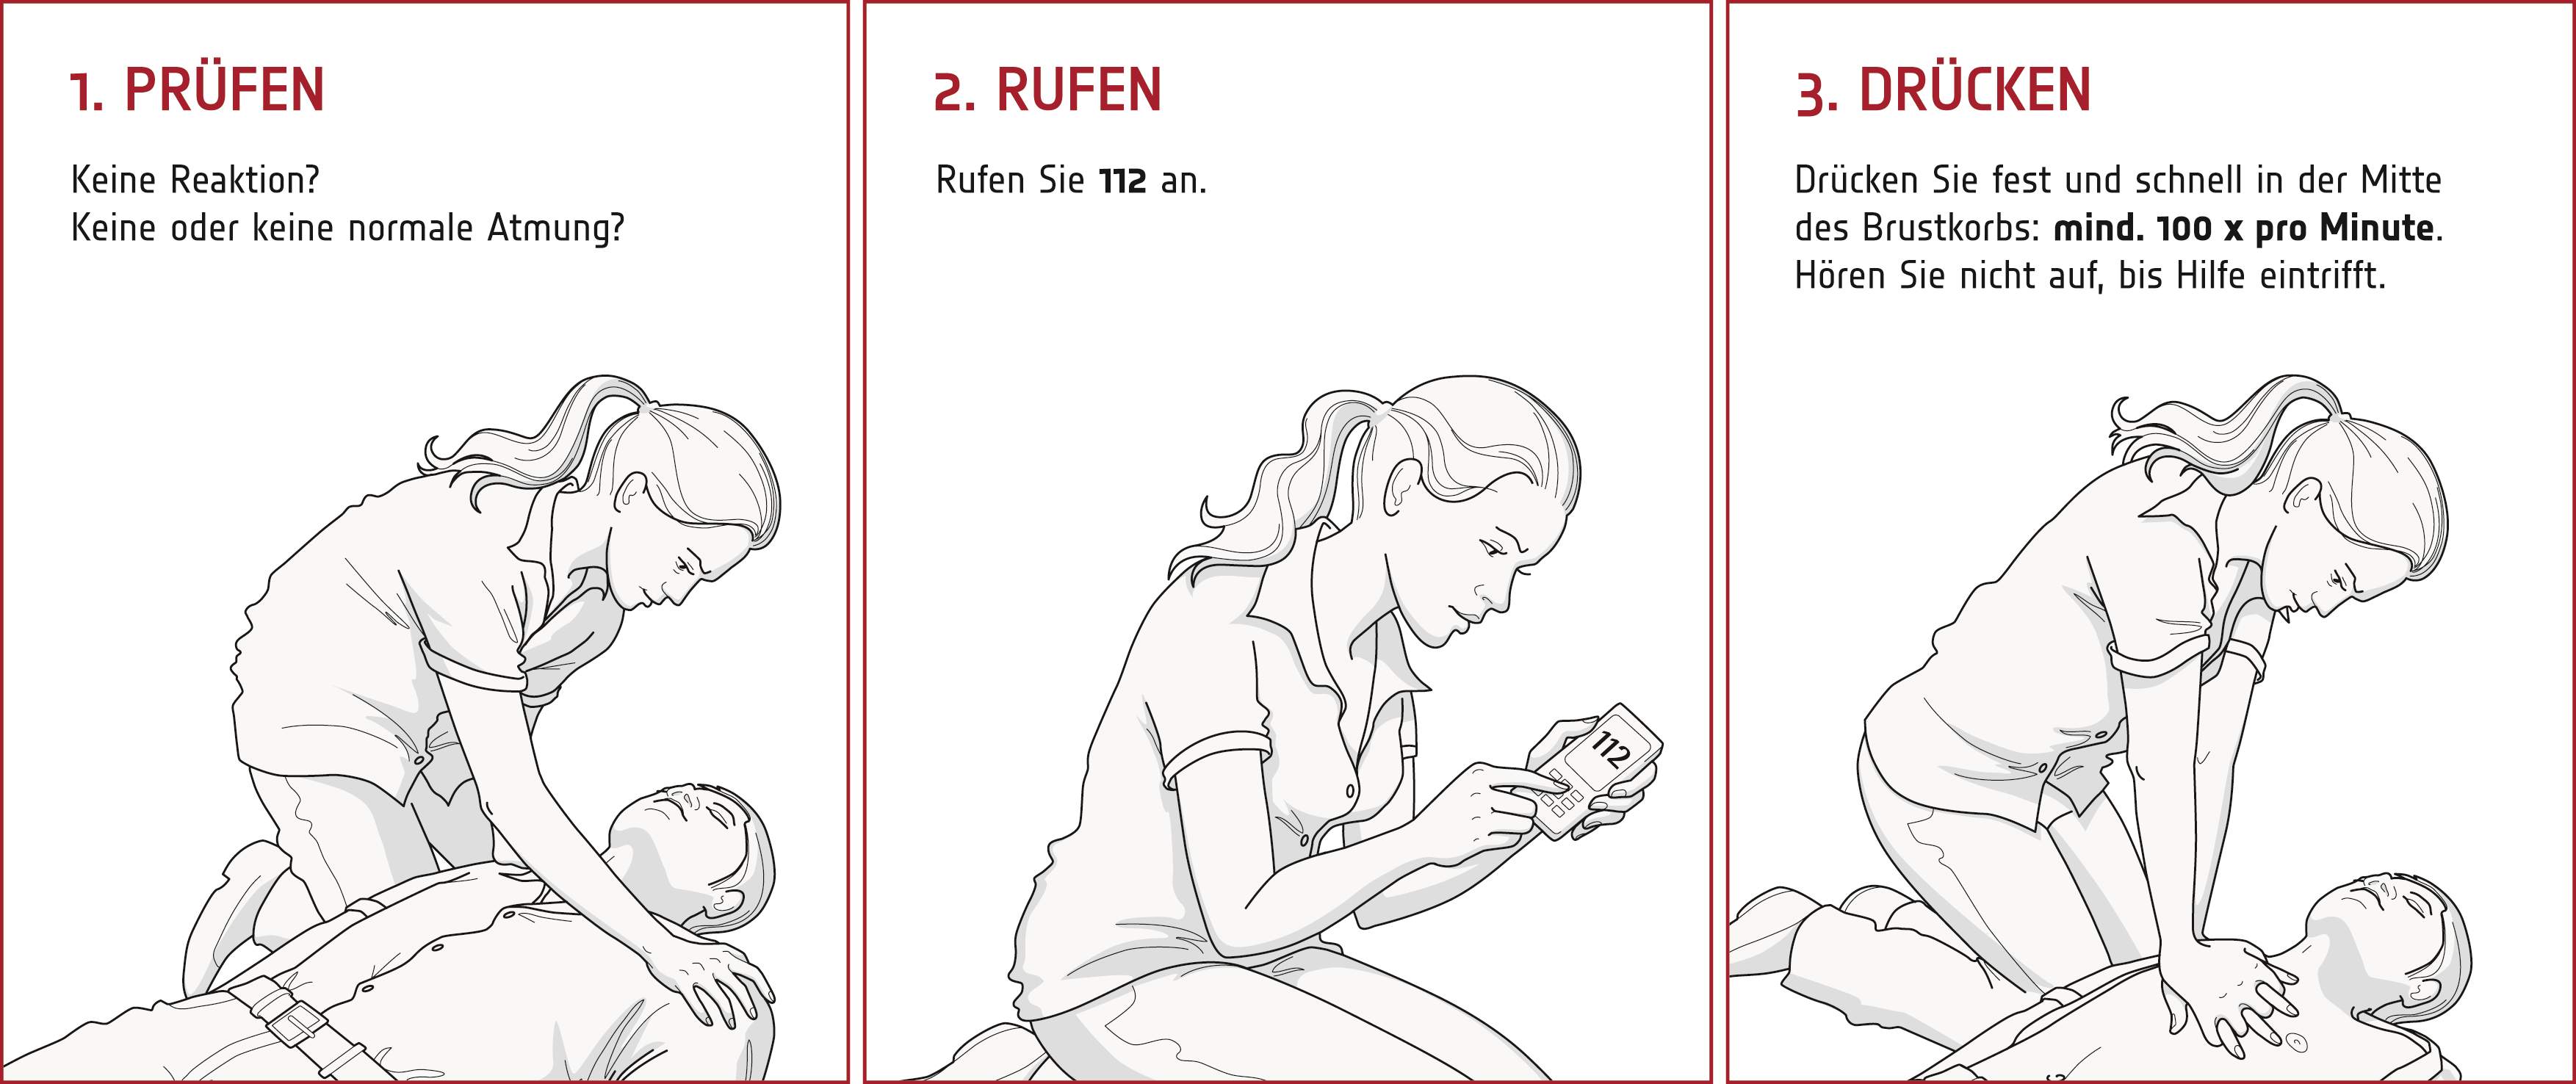 1. PRÜFEN
Keine Reaktion?
Keine oder keine normale Atmung?
2. RUFEN
Rufen Sie 112 an.
112
3. DRÜCKEN
Drücken Sie fest und schnell in der Mitte
des Brustkorbs: mind. 100 x pro Minute.
Hören Sie nicht auf, bis Hilfe eintrifft.